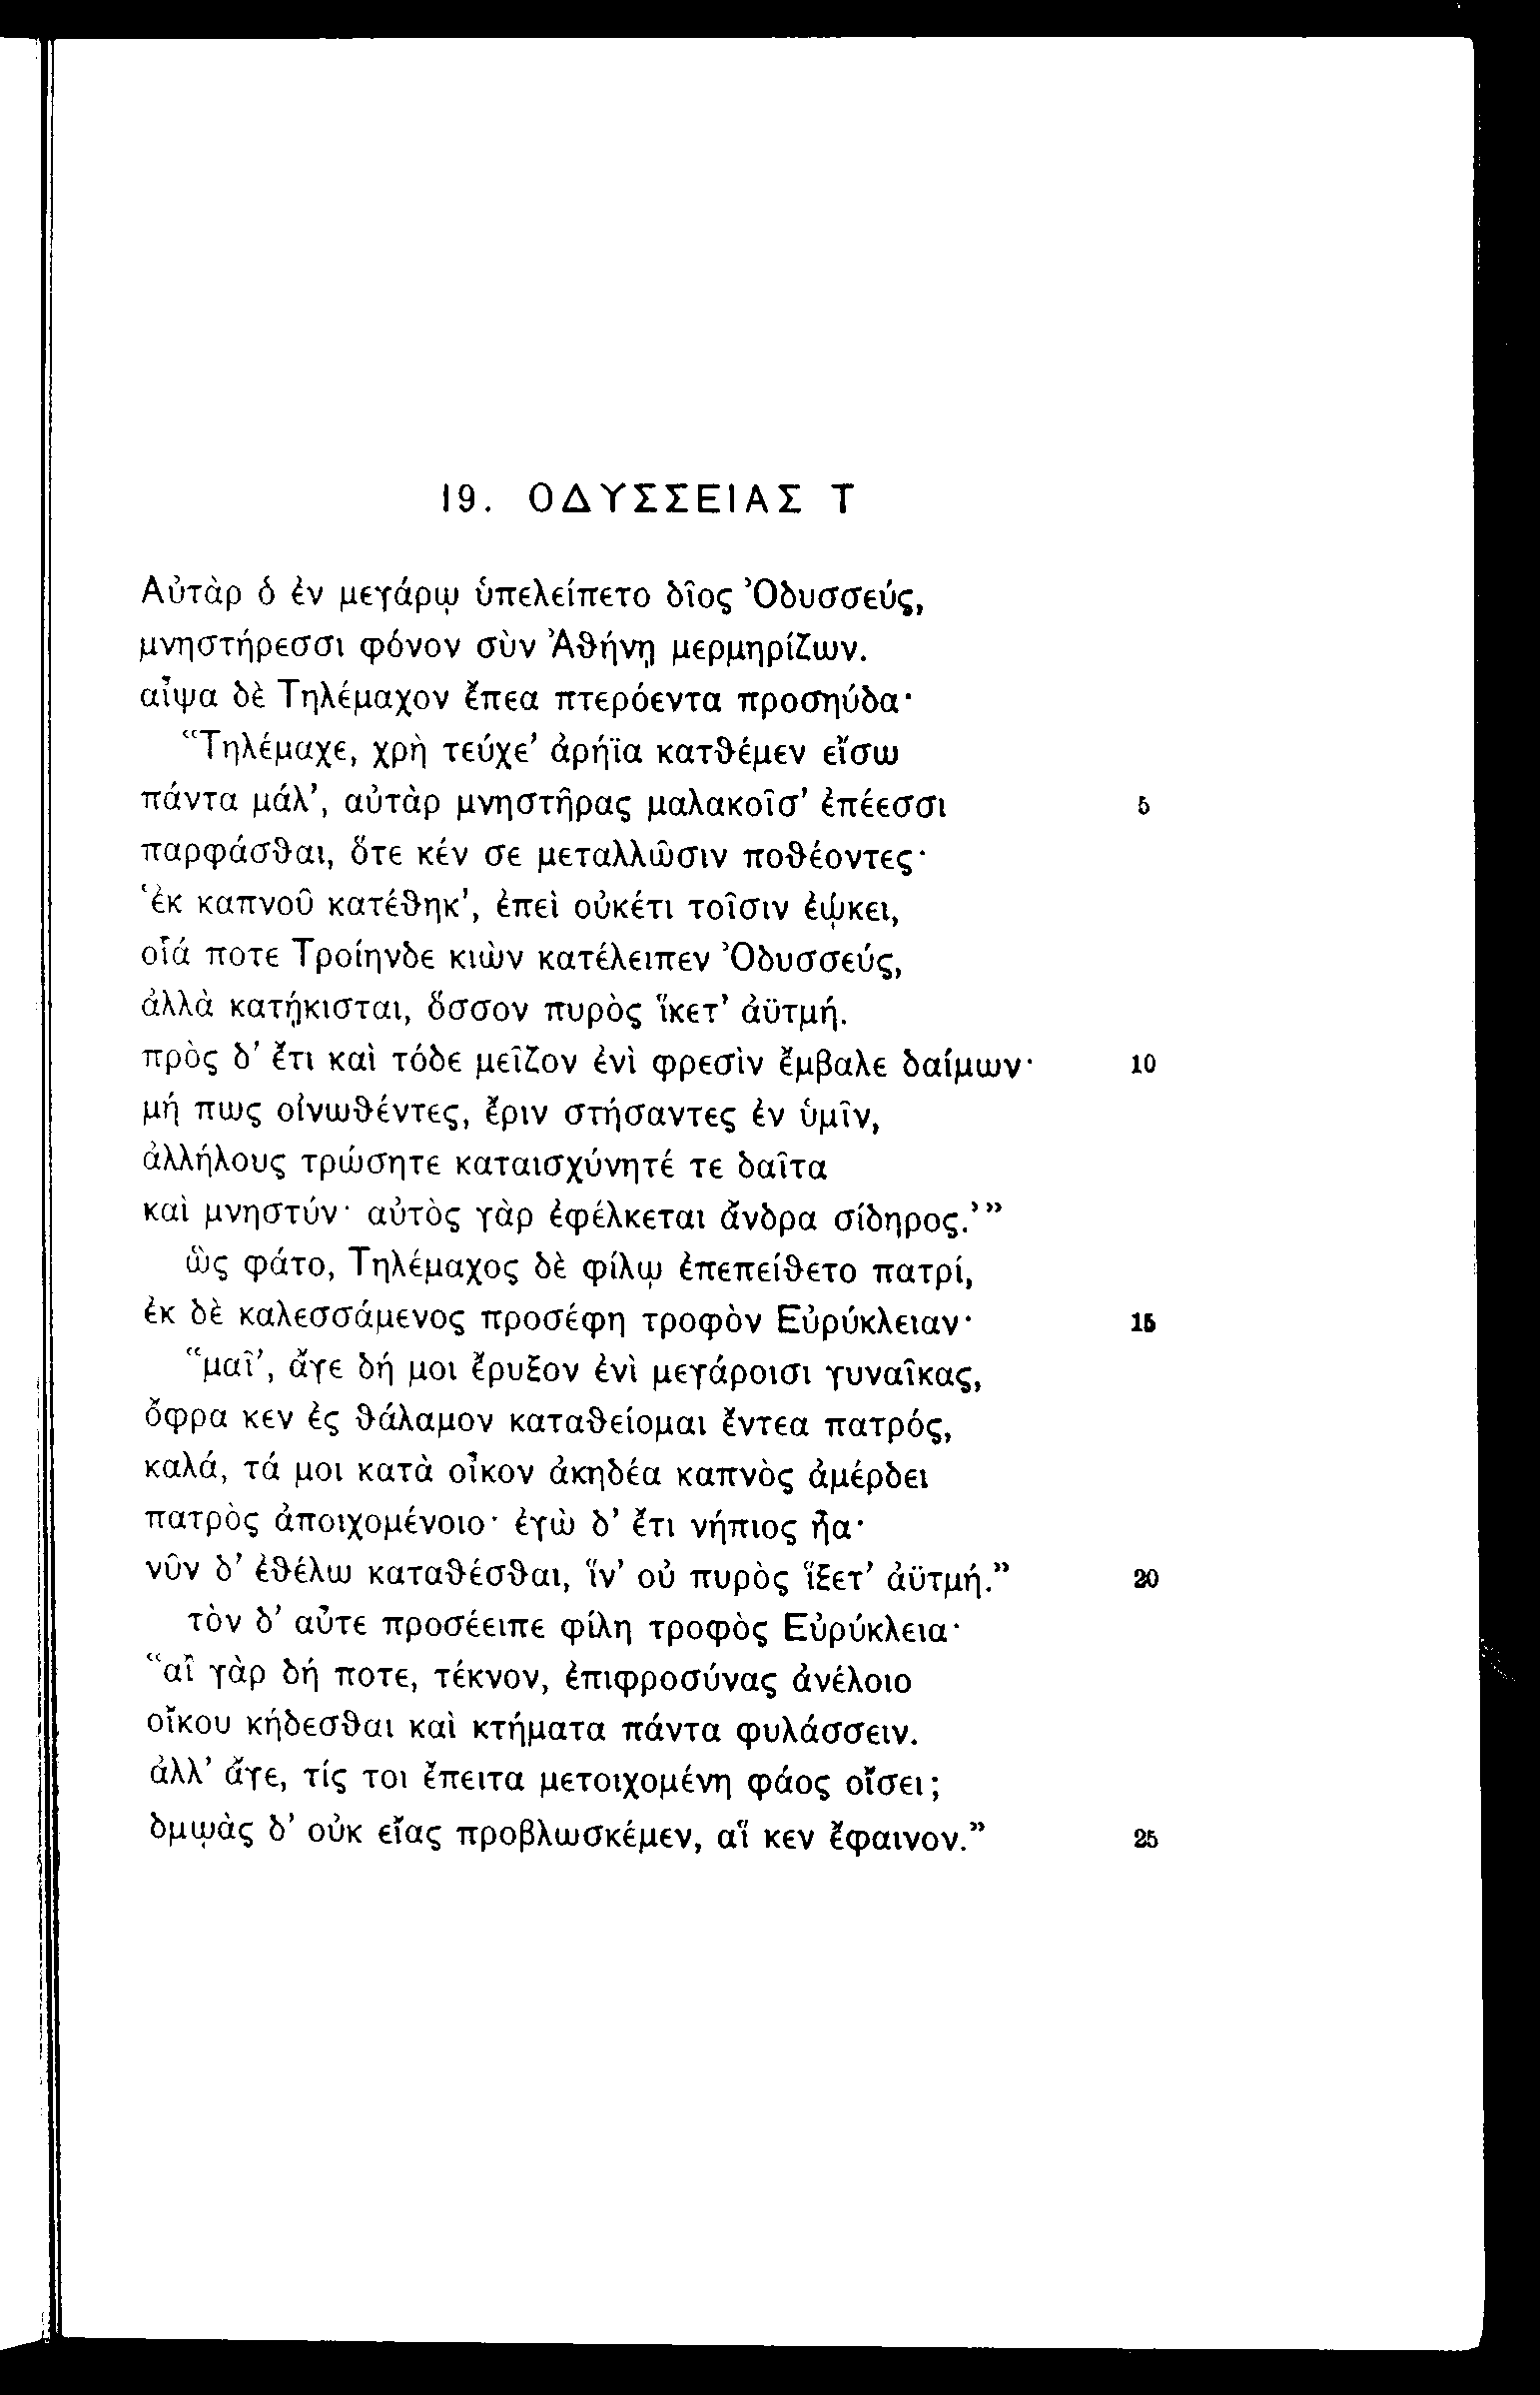 19. ΟΔΥΣΣΕΙΑΣ Τ
Αὐτὰρ ὁ ἐν μεγάρῳ ὑπελείπετο δῖος Ὀδυσσεύς,
μνηστήρεσσι φόνον σὺν Ἀθήνῃ μερμηρίζων.
αἶψα δὲ Τηλέμαχον ἔπεα πτερόεντα προσηύδα·
“Τηλέμαχε, χρὴ τεύχε’ ἀρήϊα κατθέμεν εἴσω
πάντα μάλ’, αὐτὰρ μνηστῆρας μαλακοῖσ’ ἐπέεσσι 5
παρφάσθαι, ὅτε κέν σε μεταλλῶσιν ποθέοντες·
‘ἐκ καπνοῦ κατέθηκ’, ἐπεὶ οὐκέτι τοῖσιν ἐῴκει,
οἷά ποτε Τροίηνδε κιὼν κατέλειπεν Ὀδυσσεύς,
ἀλλὰ κατῄκισται, ὅσσον πυρὸς ἵκετ’ ἀϋτμή.
πρὸς δ’ ἔτι καὶ τόδε μεῖζον ἐνὶ φρεσὶν ἔμβαλε δαίμων· 10
μή πως οἰνωθέντες, ἔριν στήσαντες ἐν ὑμῖν,
ἀλλήλους τρώσητε καταισχύνητέ τε δαῖτα
καὶ μνηστύν· αὐτὸς γὰρ ἐφέλκεται ἄνδρα σίδηρος.’”
ὣς φάτο, Τηλέμαχος δὲ φίλῳ ἐπεπείθετο πατρί,
ἐκ δὲ καλεσσάμενος προσέφη τροφὸν Εὐρύκλειαν· 15
“μαῖ’, ἄγε δή μοι ἔρυξον ἐνὶ μεγάροισι γυναῖκας,
ὄφρα κεν ἐς θάλαμον καταθείομαι ἔντεα πατρός,
καλά, τά μοι κατὰ οἶκον ἀκηδέα καπνὸς ἀμέρδει
πατρὸς ἀποιχομένοιο· ἐγὼ δ’ ἔτι νήπιος ἦα·
νῦν δ’ ἐθέλω καταθέσθαι, ἵν’ οὐ πυρὸς ἵξετ’ ἀϋτμή.” 20
τὸν δ’ αὖτε προσέειπε φίλη τροφὸς Εὐρύκλεια·
“αἲ γὰρ δή ποτε, τέκνον, ἐπιφροσύνας ἀνέλοιο
οἴκου κήδεσθαι καὶ κτήματα πάντα φυλάσσειν.
ἀλλ’ ἄγε, τίς τοι ἔπειτα μετοιχομένη φάος οἴσει;
δμῳὰς δ’ οὐκ εἴας προβλωσκέμεν, αἵ κεν ἔφαινον.” 25